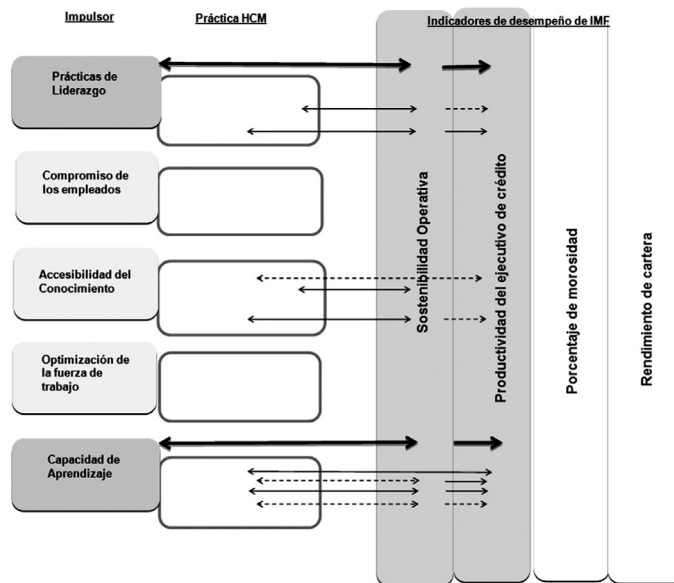 Impulsor
Práctica HCM
Indicadores de desempeño de IMF
Prácticas de
Liderazgo
Compromiso de
los empleados
Accesibilidad del
Conocimiento
Optimización de
la fuerza de
trabajo
Capacidad de
Aprendizaje
Sostenibilidad Operativa
Productividad del ejecutivo de crédito
Porcentaje de morosidad
Rendimiento de cartera